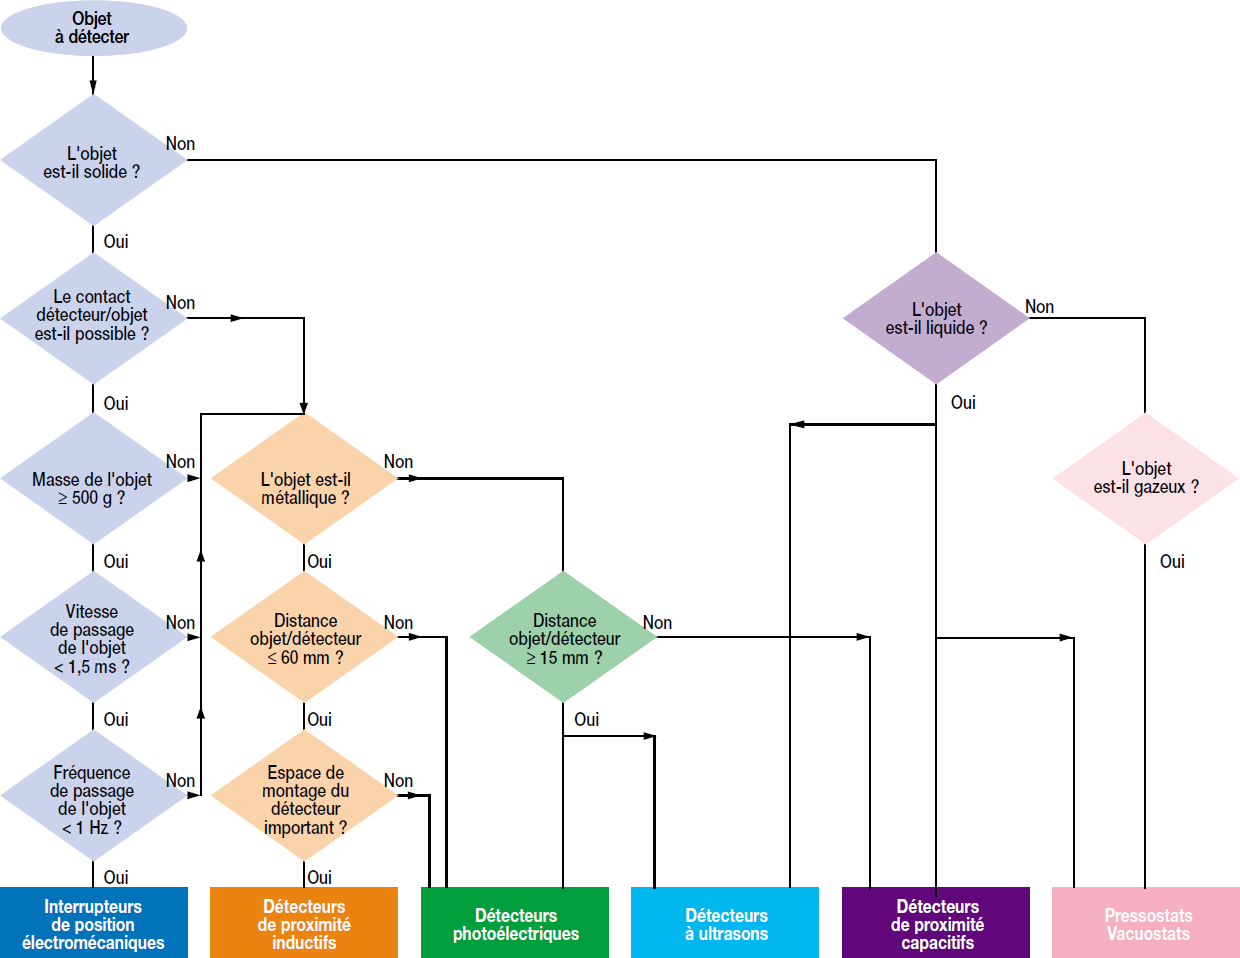 Objet
à détecter
L'objet
est-il solide ?
Non
Oui
Le contact
détecteur/objet
est-il possible ?
Non
Oui
L'objet
est-il liquide ?
Non
Oui
Masse de l'objet
≥ 500 g ?
Non
Oui
L'objet est-il
métallique ?
Non
Oui
L'objet
est-il gazeux ?
Oui
Vitesse
de passage
de l'objet
< 1,5 ms ?
Non
Oui
Distance
objet/détecteur
≤ 60 mm ?
Non
Oui
Distance
objet/détecteur
≥ 15 mm ?
Non
Oui
Fréquence
de passage
de l'objet
< 1 Hz ?
Non
Oui
Espace de
montage du
détecteur
important ?
Non
Oui
Interrupteurs
de position
électromécaniques
Détecteurs
de proximité
inductifs
Détecteurs
photoélectriques
Détecteurs
à ultrasons
Détecteurs
de proximité
capacitifs
Pressostats
Vacuostats